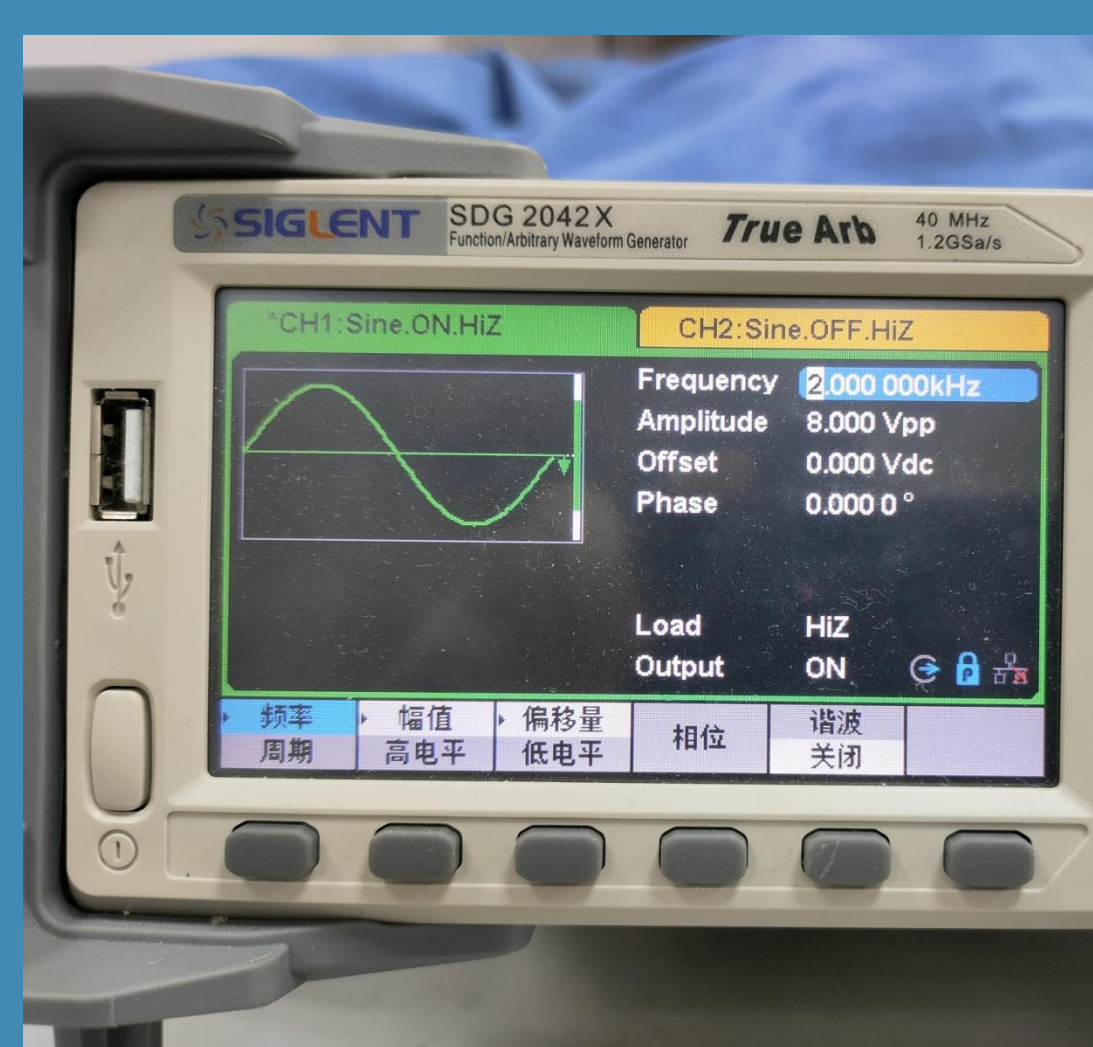 SIGLENT SDG 2042X True Arb 40 MHz
Function/Arbitrary Waveform Generator 1.2GSa/s
*CH1:Sine.ON.HiZ CH2:Sine.OFF.HiZ
Frequency 2.000 000kHz
Amplitude 8.000 Vpp
Offset 0.000 Vdc
Phase 0.000 0 °
Load HiZ
Output ON
频率 幅值 偏移量 相位 谐波
周期 高电平 低电平 关闭